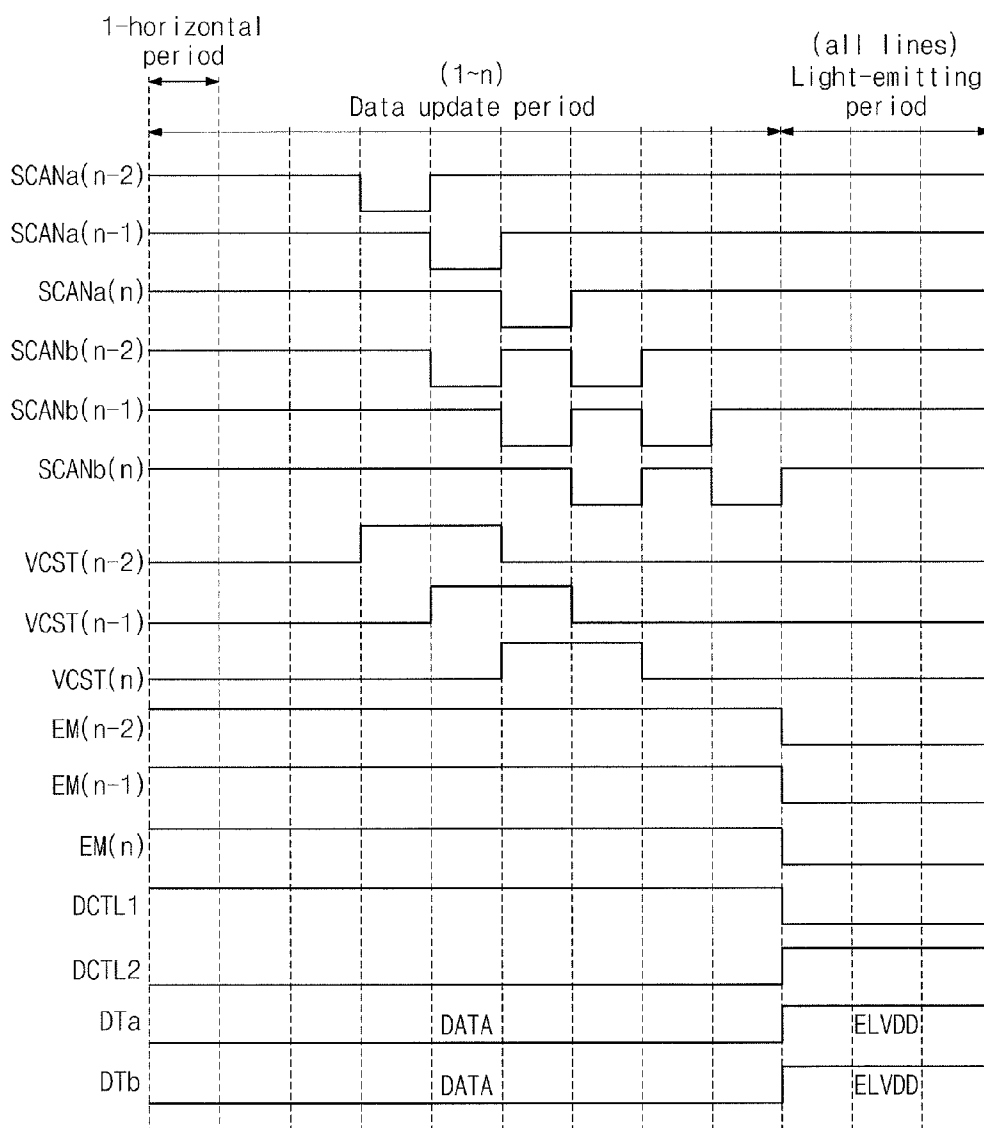 1-horizontal
period
(1~n)
Data update period
(all lines)
Light-emitting
period
SCANa(n-2)
SCANa(n-1)
SCANa(n)
SCANb(n-2)
SCANb(n-1)
SCANb(n)
VCST(n-2)
VCST(n-1)
VCST(n)
EM(n-2)
EM(n-1)
EM(n)
DCTL1
DCTL2
DTa DATA ELVDD
DTb DATA ELVDD